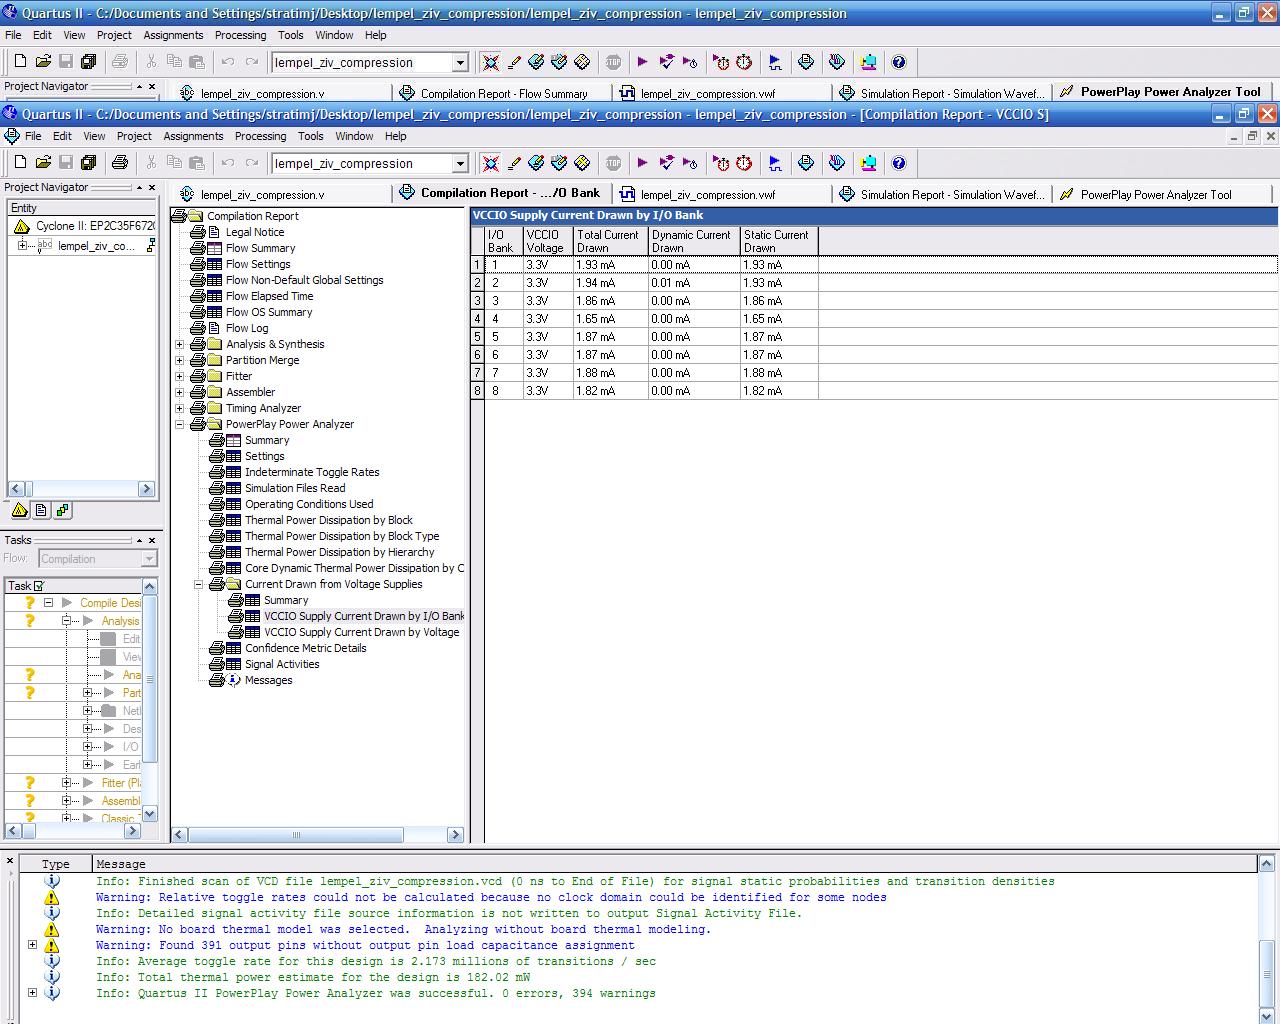 Quartus II - C:/Documents and Settings/stratimj/Desktop/lempel_ziv_compression/lempel_ziv_compression - lempel_ziv_compression
File Edit View Project Assignments Processing Tools Window Help
lempel_ziv_compression
Project Navigator
lempel_ziv_compression.v Compilation Report - Flow Summary lempel_ziv_compression.vwf Simulation Report - Simulation Wavef... PowerPlay Power Analyzer Tool
Quartus II - C:/Documents and Settings/stratimj/Desktop/lempel_ziv_compression/lempel_ziv_compression - lempel_ziv_compression - [Compilation Report - VCCIO S]
File Edit View Project Assignments Processing Tools Window Help
lempel_ziv_compression
Project Navigator
lempel_ziv_compression.v Compilation Report - .../O Bank lempel_ziv_compression.vwf Simulation Report - Simulation Wavef... PowerPlay Power Analyzer Tool
Entity
Cyclone II: EP2C35F672C
abc lempel_ziv_co...
Tasks
Flow: Compilation
Task
Compile Desi
Analysis
Edit
View
Ana
Part
Netl
Des
I/O
Earl
Fitter (Pl
Assembl
Classic T
Compilation Report
Legal Notice
Flow Summary
Flow Settings
Flow Non-Default Global Settings
Flow Elapsed Time
Flow OS Summary
Flow Log
Analysis & Synthesis
Partition Merge
Fitter
Assembler
Timing Analyzer
PowerPlay Power Analyzer
Summary
Settings
Indeterminate Toggle Rates
Simulation Files Read
Operating Conditions Used
Thermal Power Dissipation by Block
Thermal Power Dissipation by Block Type
Thermal Power Dissipation by Hierarchy
Core Dynamic Thermal Power Dissipation by C
Current Drawn from Voltage Supplies
Summary
VCCIO Supply Current Drawn by I/O Bank
VCCIO Supply Current Drawn by Voltage
Confidence Metric Details
Signal Activities
Messages
VCCIO Supply Current Drawn by I/O Bank
I/O Bank VCCIO Voltage Total Current Drawn Dynamic Current Drawn Static Current Drawn
1 1 3.3V 1.93 mA 0.00 mA 1.93 mA
2 2 3.3V 1.94 mA 0.01 mA 1.93 mA
3 3 3.3V 1.86 mA 0.00 mA 1.86 mA
4 4 3.3V 1.65 mA 0.00 mA 1.65 mA
5 5 3.3V 1.87 mA 0.00 mA 1.87 mA
6 6 3.3V 1.87 mA 0.00 mA 1.87 mA
7 7 3.3V 1.88 mA 0.00 mA 1.88 mA
8 8 3.3V 1.82 mA 0.00 mA 1.82 mA
Type Message
Info: Finished scan of VCD file lempel_ziv_compression.vcd (0 ns to End of File) for signal static probabilities and transition densities
Warning: Relative toggle rates could not be calculated because no clock domain could be identified for some nodes
Info: Detailed signal activity file source information is not written to output Signal Activity File.
Warning: No board thermal model was selected. Analyzing without board thermal modeling.
Warning: Found 391 output pins without output pin load capacitance assignment
Info: Average toggle rate for this design is 2.173 millions of transitions / sec
Info: Total thermal power estimate for the design is 182.02 mW
Info: Quartus II PowerPlay Power Analyzer was successful. 0 errors, 394 warnings